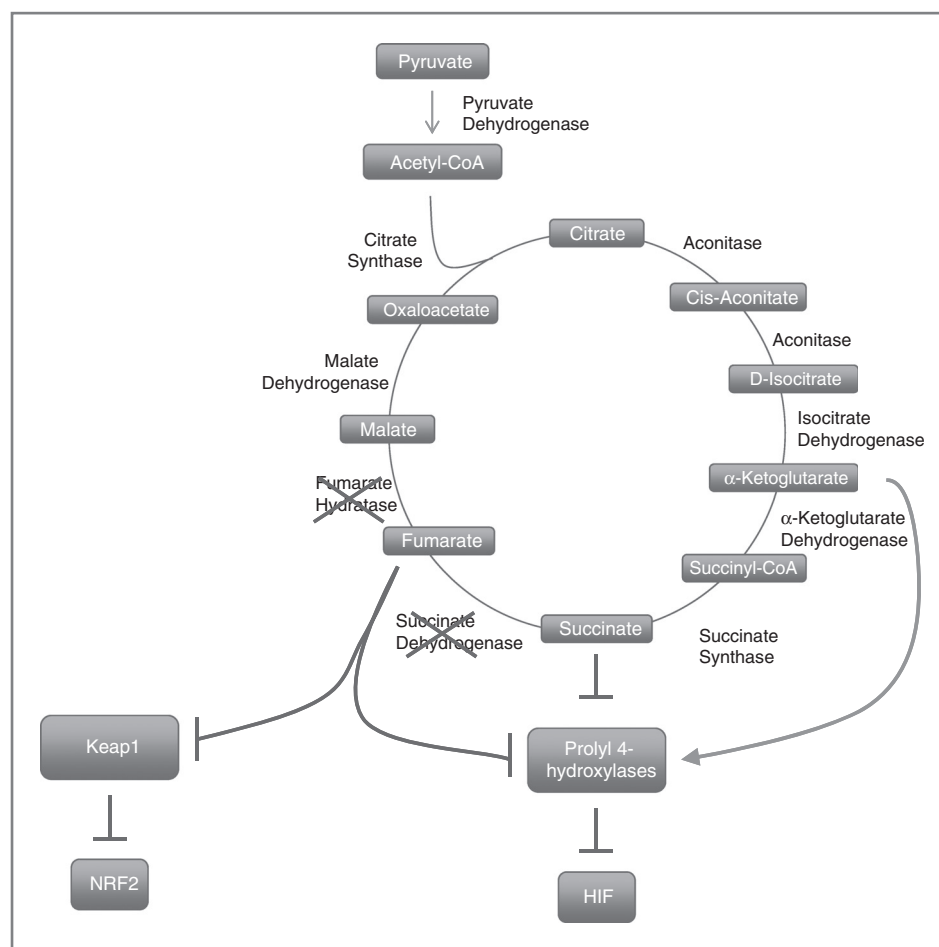 Pyruvate
Pyruvate
Dehydrogenase
Acetyl-CoA
Citrate
Synthase
Citrate
Aconitase
Cis-Aconitate
Oxaloacetate
Aconitase
D-Isocitrate
Malate
Dehydrogenase
Isocitrate
Dehydrogenase
Malate
α-Ketoglutarate
Fumarate
Hydratase
α-Ketoglutarate
Dehydrogenase
Fumarate
Succinyl-CoA
Succinate
Dehydrogenase
Succinate
Succinate
Synthase
Keap1
Prolyl 4-
hydroxylases
NRF2
HIF